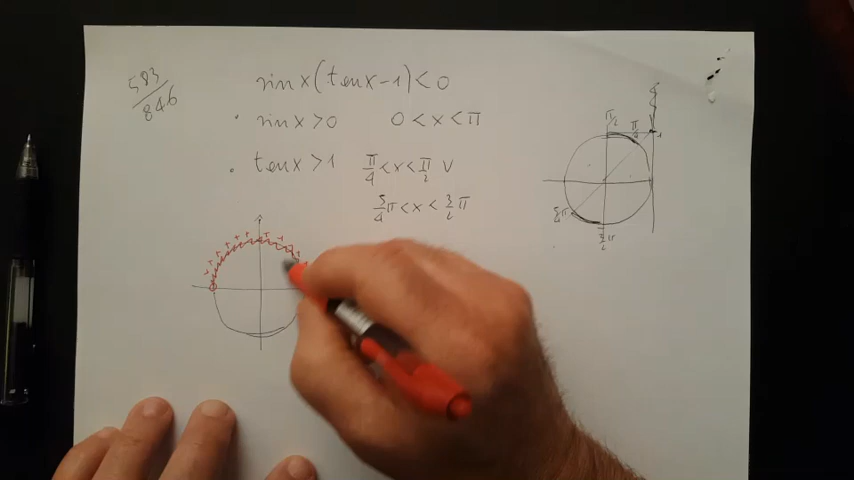 583/846
sin x (tan x - 1) < 0
· sin x > 0 0 < x < π
· tan x > 1 π/4 < x < π/2 ∨
5/4 π < x < 3/2 π
π/2 π/4 1
5/4 π
3/2 π
+ + + + + + + + +